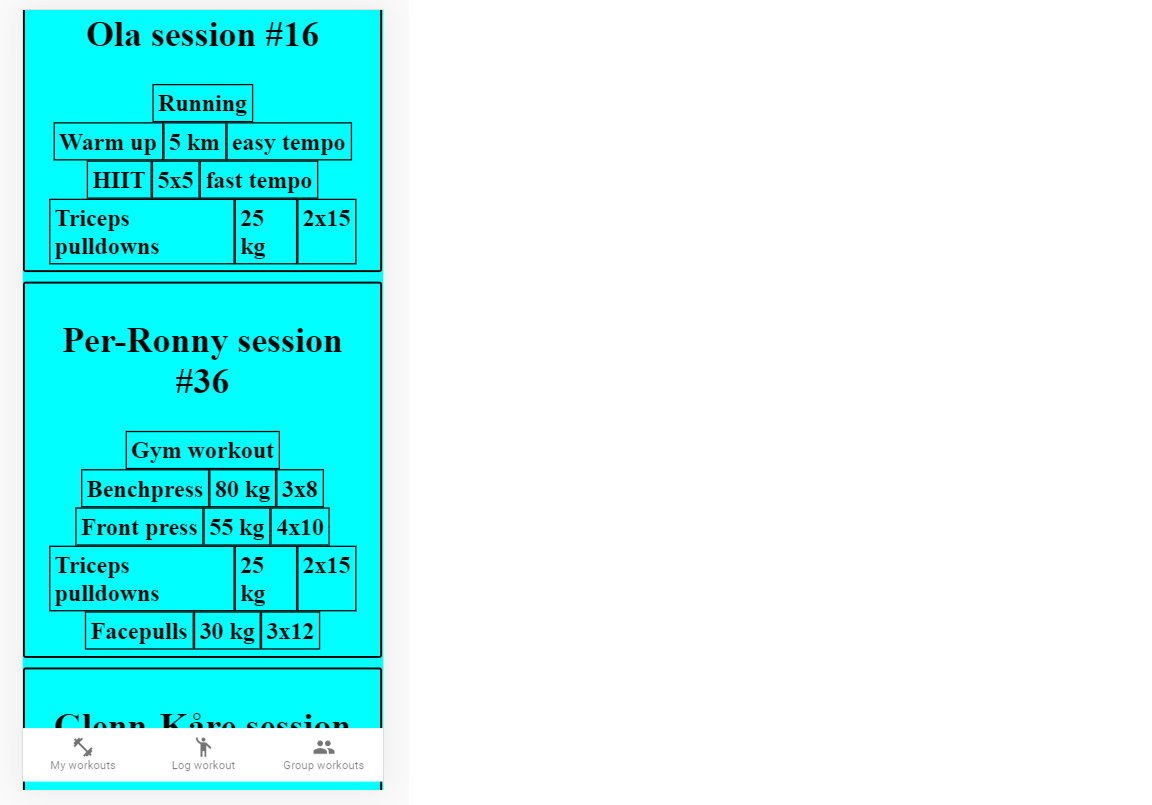 Ola session #16
Running
Warm up 5 km easy tempo
HIIT 5x5 fast tempo
Triceps pulldowns 25 kg 2x15
Per-Ronny session
#36
Gym workout
Benchpress 80 kg 3x8
Front press 55 kg 4x10
Triceps pulldowns 25 kg 2x15
Facepulls 30 kg 3x12
Glenn-Kåre session
My workouts Log workout Group workouts